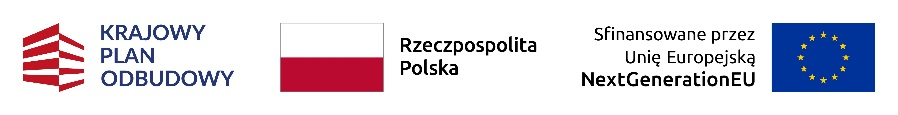 KRAJOWY
PLAN
ODBUDOWY
Rzeczpospolita
Polska
Sfinansowane przez
Unię Europejską
NextGenerationEU